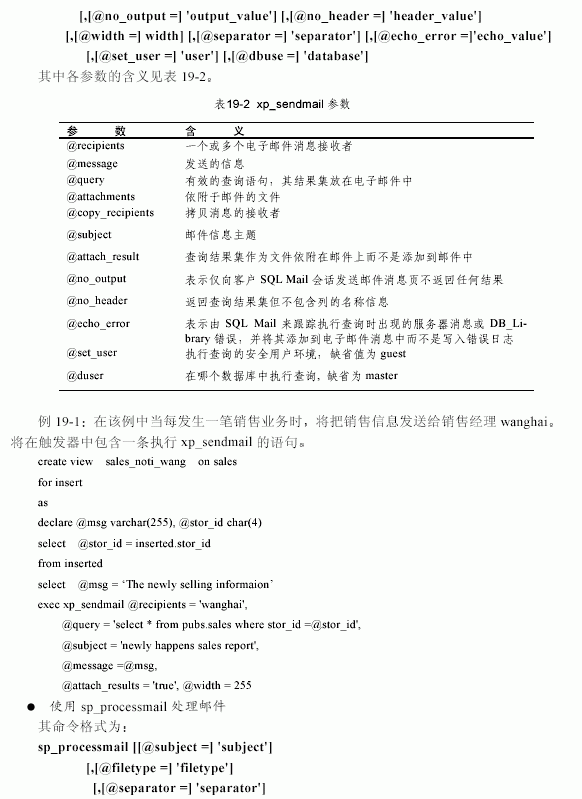 [,[@no_output =] 'output_value'] [,[@no_header =] 'header_value']
[,[@width =] width] [,[@separator =] 'separator'] [,[@echo_error =]'echo_value']
[,[@set_user =] 'user'] [,[@dbuse =] 'database']
其中各参数的含义见表 19-2。
表19-2 xp_sendmail 参数
参 数 含 义
@recipients 一个或多个电子邮件消息接收者
@message 发送的信息
@query 有效的查询语句，其结果集放在电子邮件中
@attachments 依附于邮件的文件
@copy_recipients 拷贝消息的接收者
@subject 邮件信息主题
@attach_result 查询结果集作为文件依附在邮件上而不是添加到邮件中
@no_output 表示仅向客户 SQL Mail 会话发送邮件消息页不返回任何结果
@no_header 返回查询结果集但不包含列的名称信息
@echo_error 表示由 SQL Mail 来跟踪执行查询时出现的服务器消息或 DB_Li-
brary 错误，并将其添加到电子邮件消息中而不是写入错误日志
@set_user 执行查询的安全用户环境，缺省值为 guest
@duser 在哪个数据库中执行查询, 缺省为 master
例 19-1：在该例中当每发生一笔销售业务时，将把销售信息发送给销售经理 wanghai。
将在触发器中包含一条执行 xp_sendmail 的语句。
create view sales_noti_wang on sales
for insert
as
declare @msg varchar(255), @stor_id char(4)
select @stor_id = inserted.stor_id
from inserted
select @msg = ‘The newly selling informaion’
exec xp_sendmail @recipients = 'wanghai',
@query = 'select * from pubs.sales where stor_id =@stor_id',
@subject = 'newly happens sales report',
@message =@msg,
@attach_results = 'true', @width = 255
● 使用 sp_processmail 处理邮件
其命令格式为：
sp_processmail [[@subject =] 'subject']
[,[@filetype =] 'filetype']
[,[@separator =] 'separator']